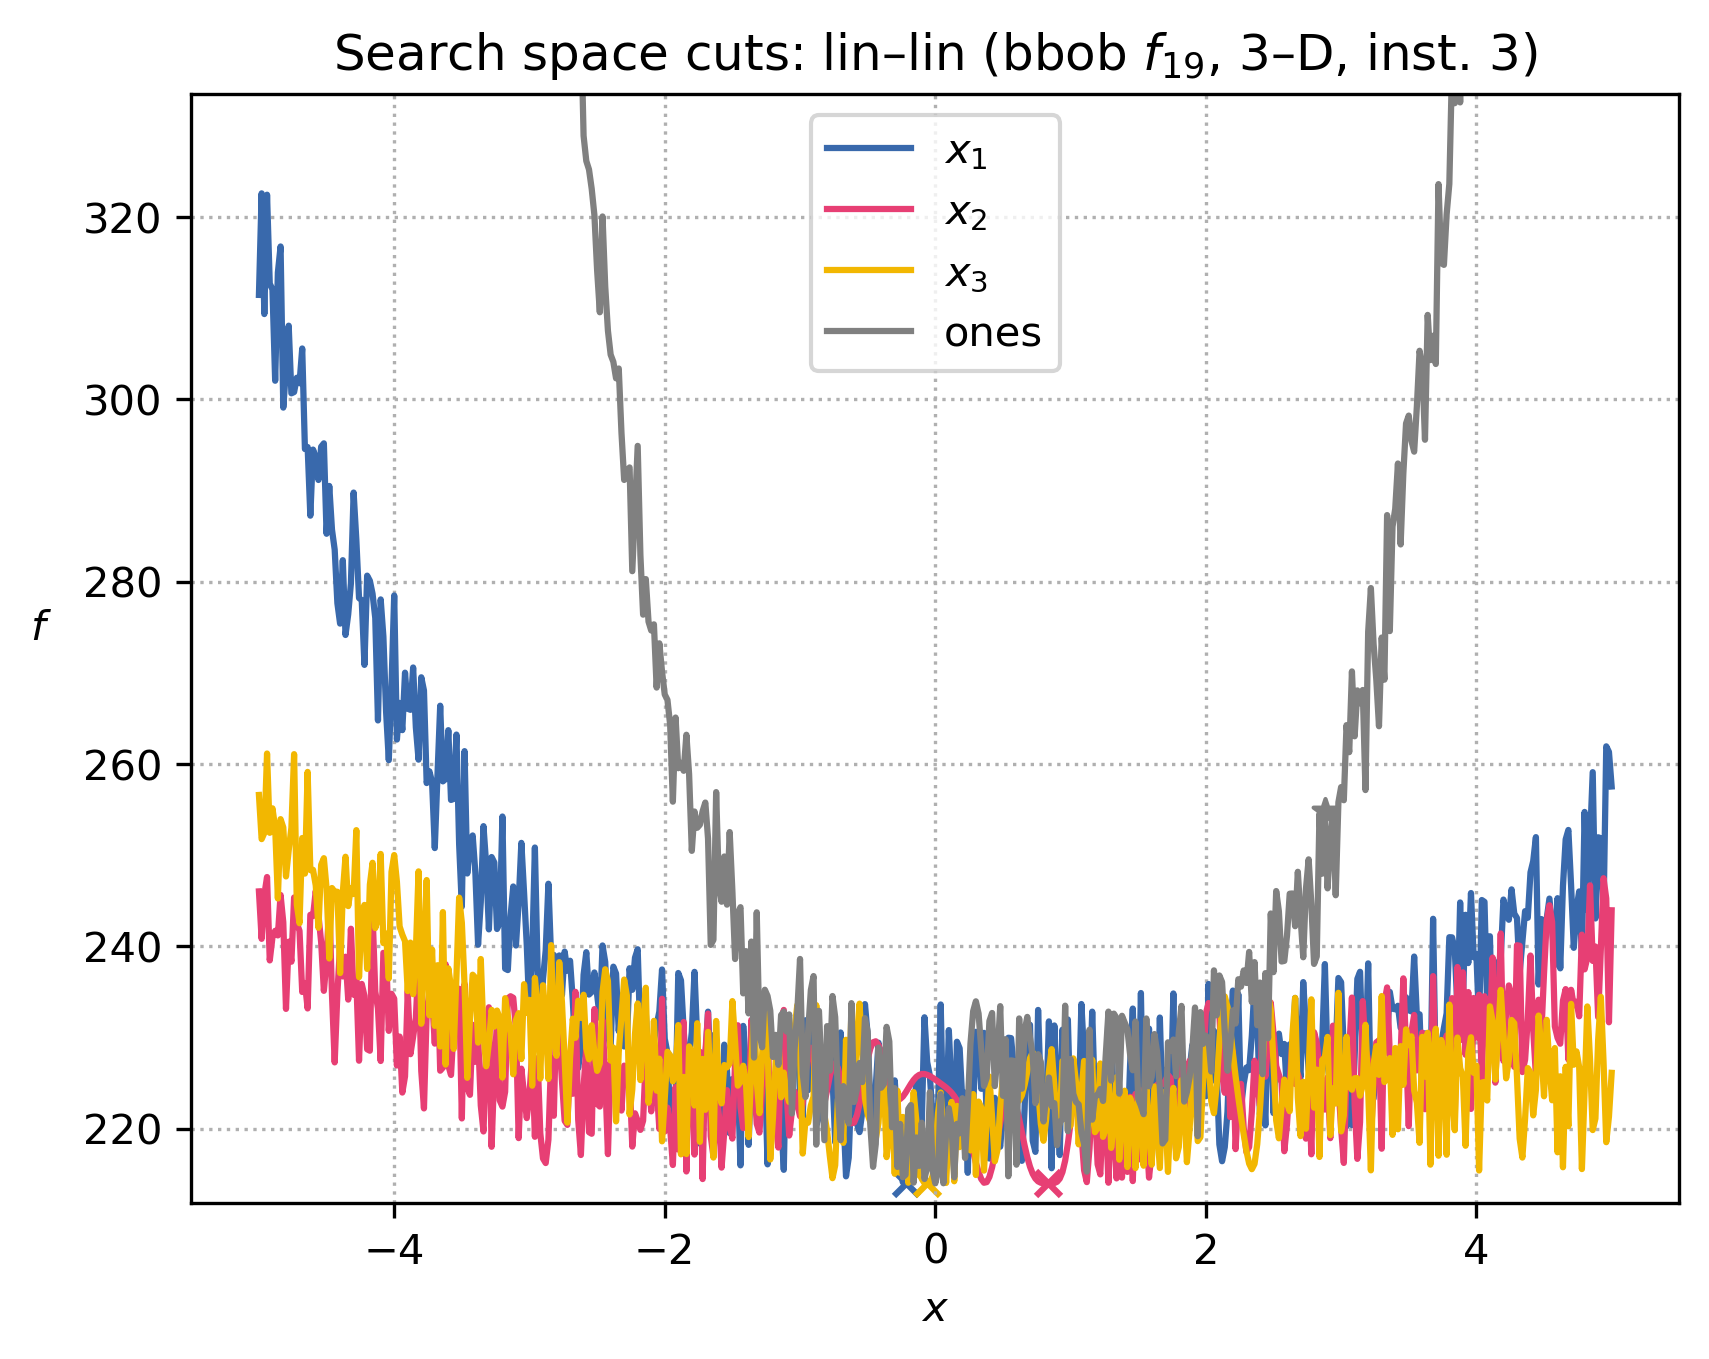 Search space cuts: lin–lin (bbob f₁₉, 3–D, inst. 3)
x₁
x₂
x₃
ones
320
300
280
260
240
220
f
−4
−2
0
2
4
x